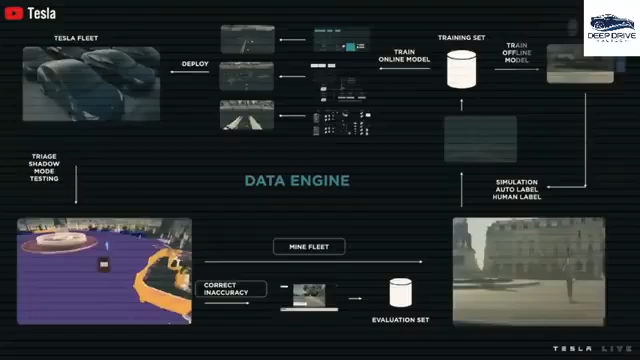 Tesla
DEEP DRIVE
TESLA FLEET
TRAINING SET
DEPLOY
TRAIN
ONLINE MODEL
TRAIN
OFFLINE
MODEL
TRIAGE
SHADOW
MODE
TESTING
DATA ENGINE
SIMULATION
AUTO LABEL
HUMAN LABEL
MINE FLEET
CORRECT
INACCURACY
EVALUATION SET
TESLA LIVE